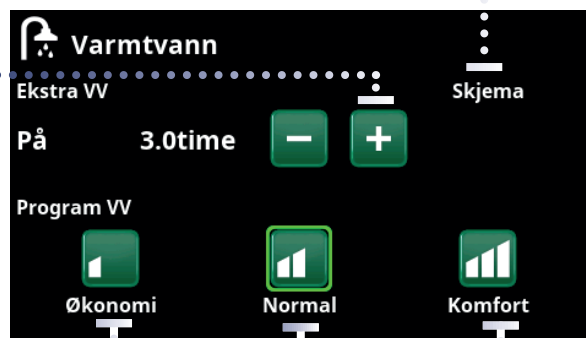 Varmtvann
Ekstra VV Skjema
På 3.0time − +
Program VV
Økonomi Normal Komfort